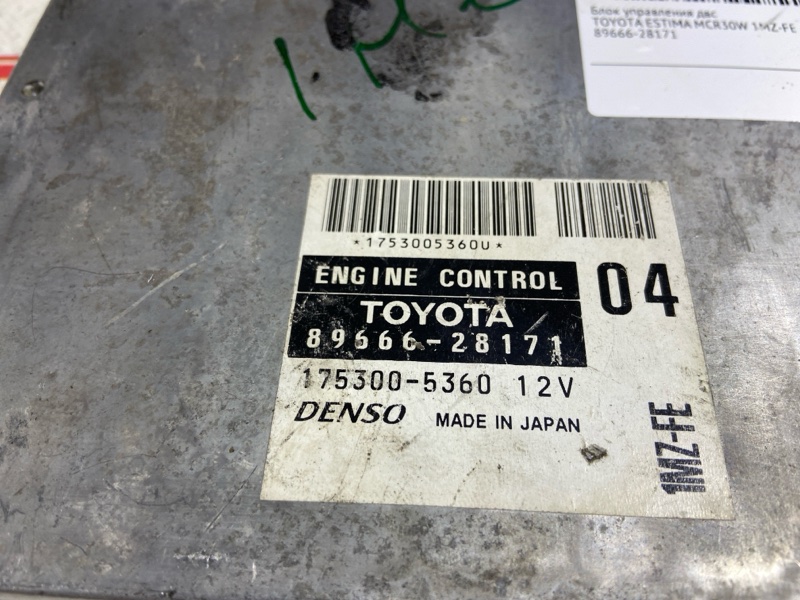 Блок управления двс
TOYOTA ESTIMA MCR30W 1MZ-FE
89666-28171
*1753005360U*
ENGINE CONTROL 04
TOYOTA
89666-28171
175300-5360 12V
DENSO MADE IN JAPAN
1MZ-FE